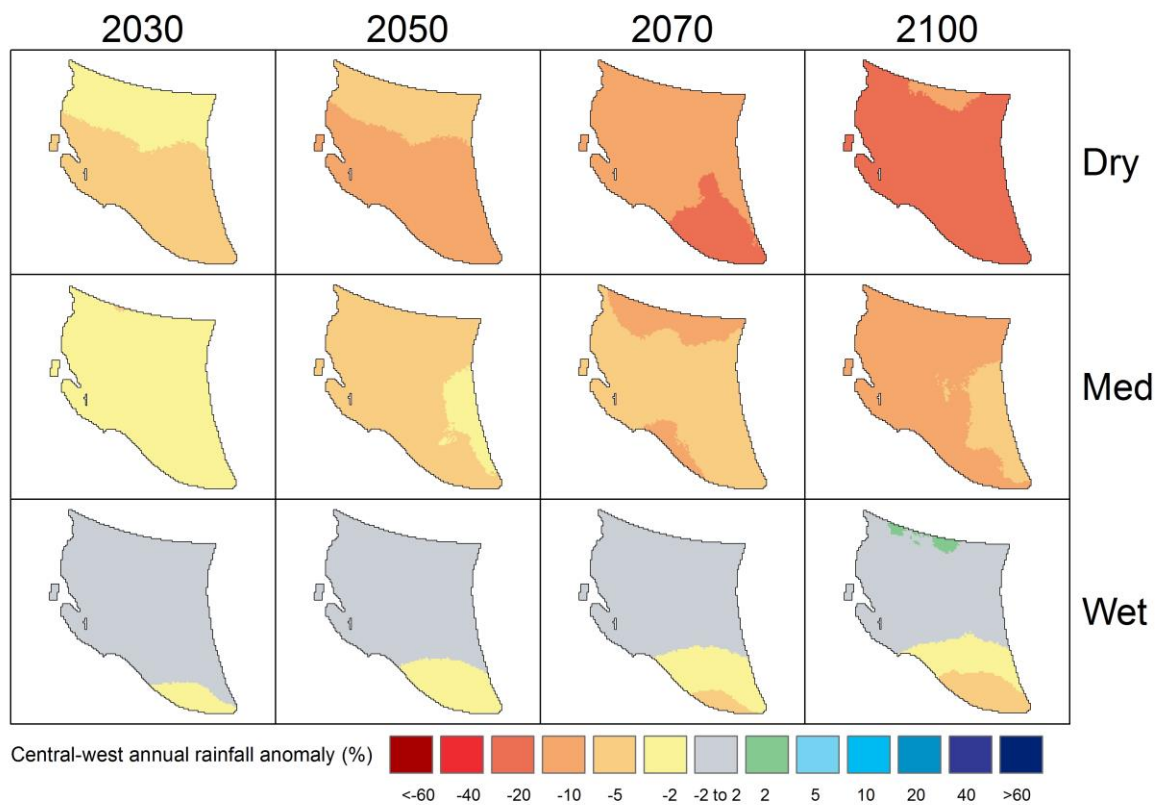 2030 2050 2070 2100
Dry
Med
Wet
Central-west annual rainfall anomaly (%)
<-60 -40 -20 -10 -5 -2 -2 to 2 2 5 10 20 40 >60